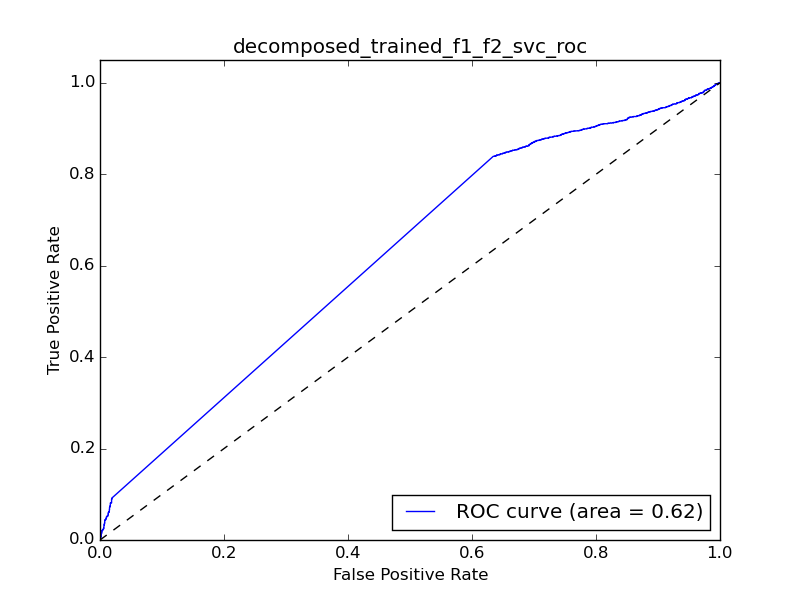 decomposed_trained_f1_f2_svc_roc
1.0
0.8
0.6
0.4
0.2
0.0
True Positive Rate
ROC curve (area = 0.62)
0.0 0.2 0.4 0.6 0.8 1.0
False Positive Rate